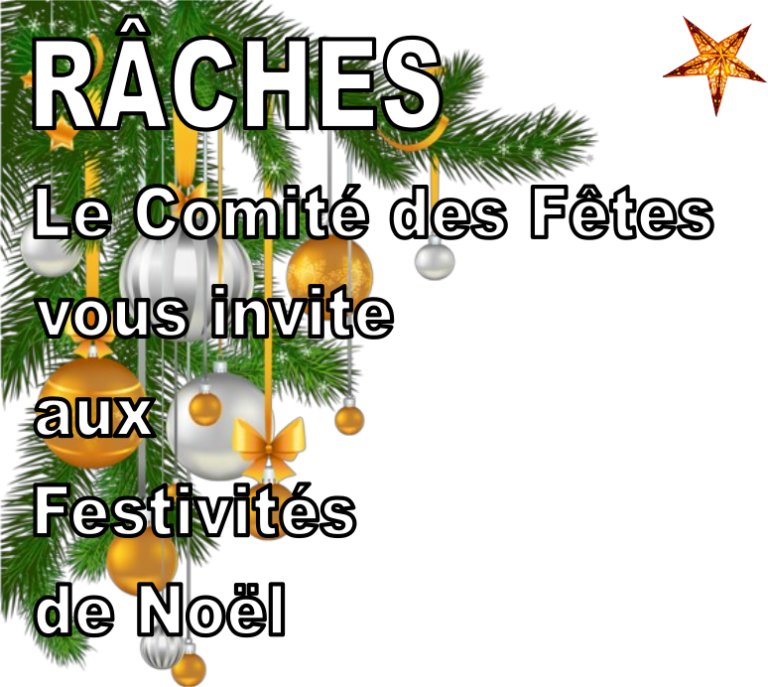 RÂCHES
Le Comité des Fêtes
vous invite
aux
Festivités
de Noël